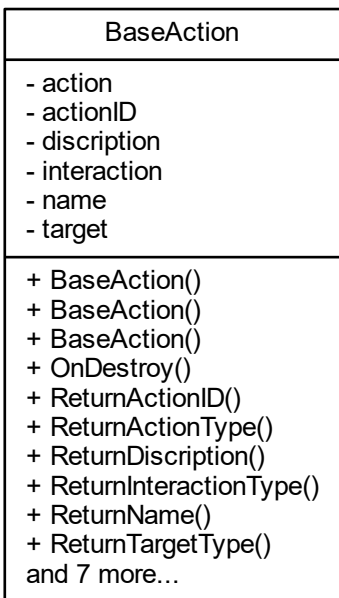 BaseAction
- action
- actionID
- discription
- interaction
- name
- target
+ BaseAction()
+ BaseAction()
+ BaseAction()
+ OnDestroy()
+ ReturnActionID()
+ ReturnActionType()
+ ReturnDiscription()
+ ReturnInteractionType()
+ ReturnName()
+ ReturnTargetType()
and 7 more...